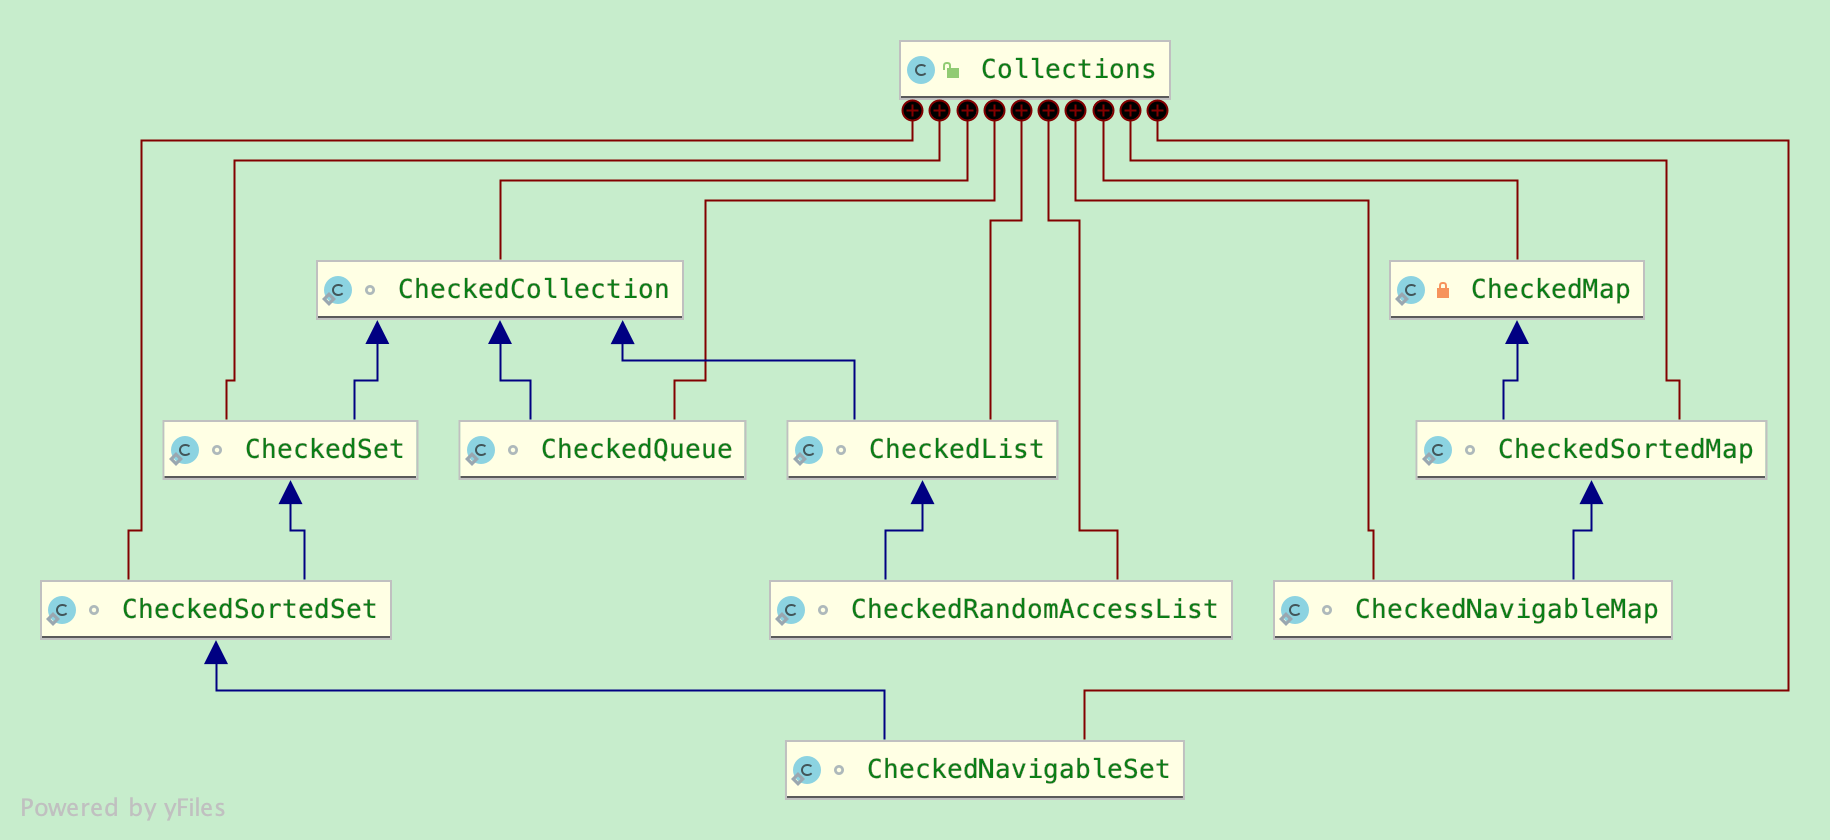 Collections
CheckedCollection
CheckedMap
CheckedSet
CheckedQueue
CheckedList
CheckedSortedMap
CheckedSortedSet
CheckedRandomAccessList
CheckedNavigableMap
CheckedNavigableSet
Powered by yFiles